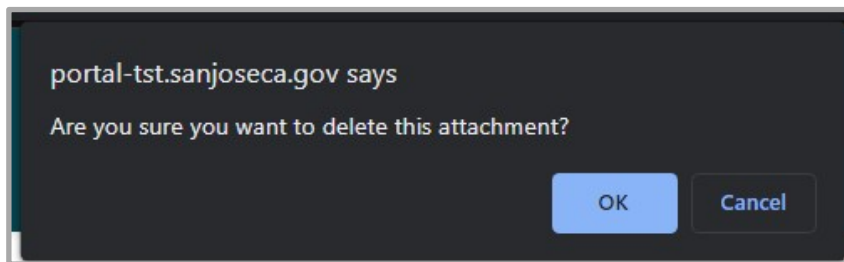 portal-tst.sanjoseca.gov says
Are you sure you want to delete this attachment?
OK Cancel